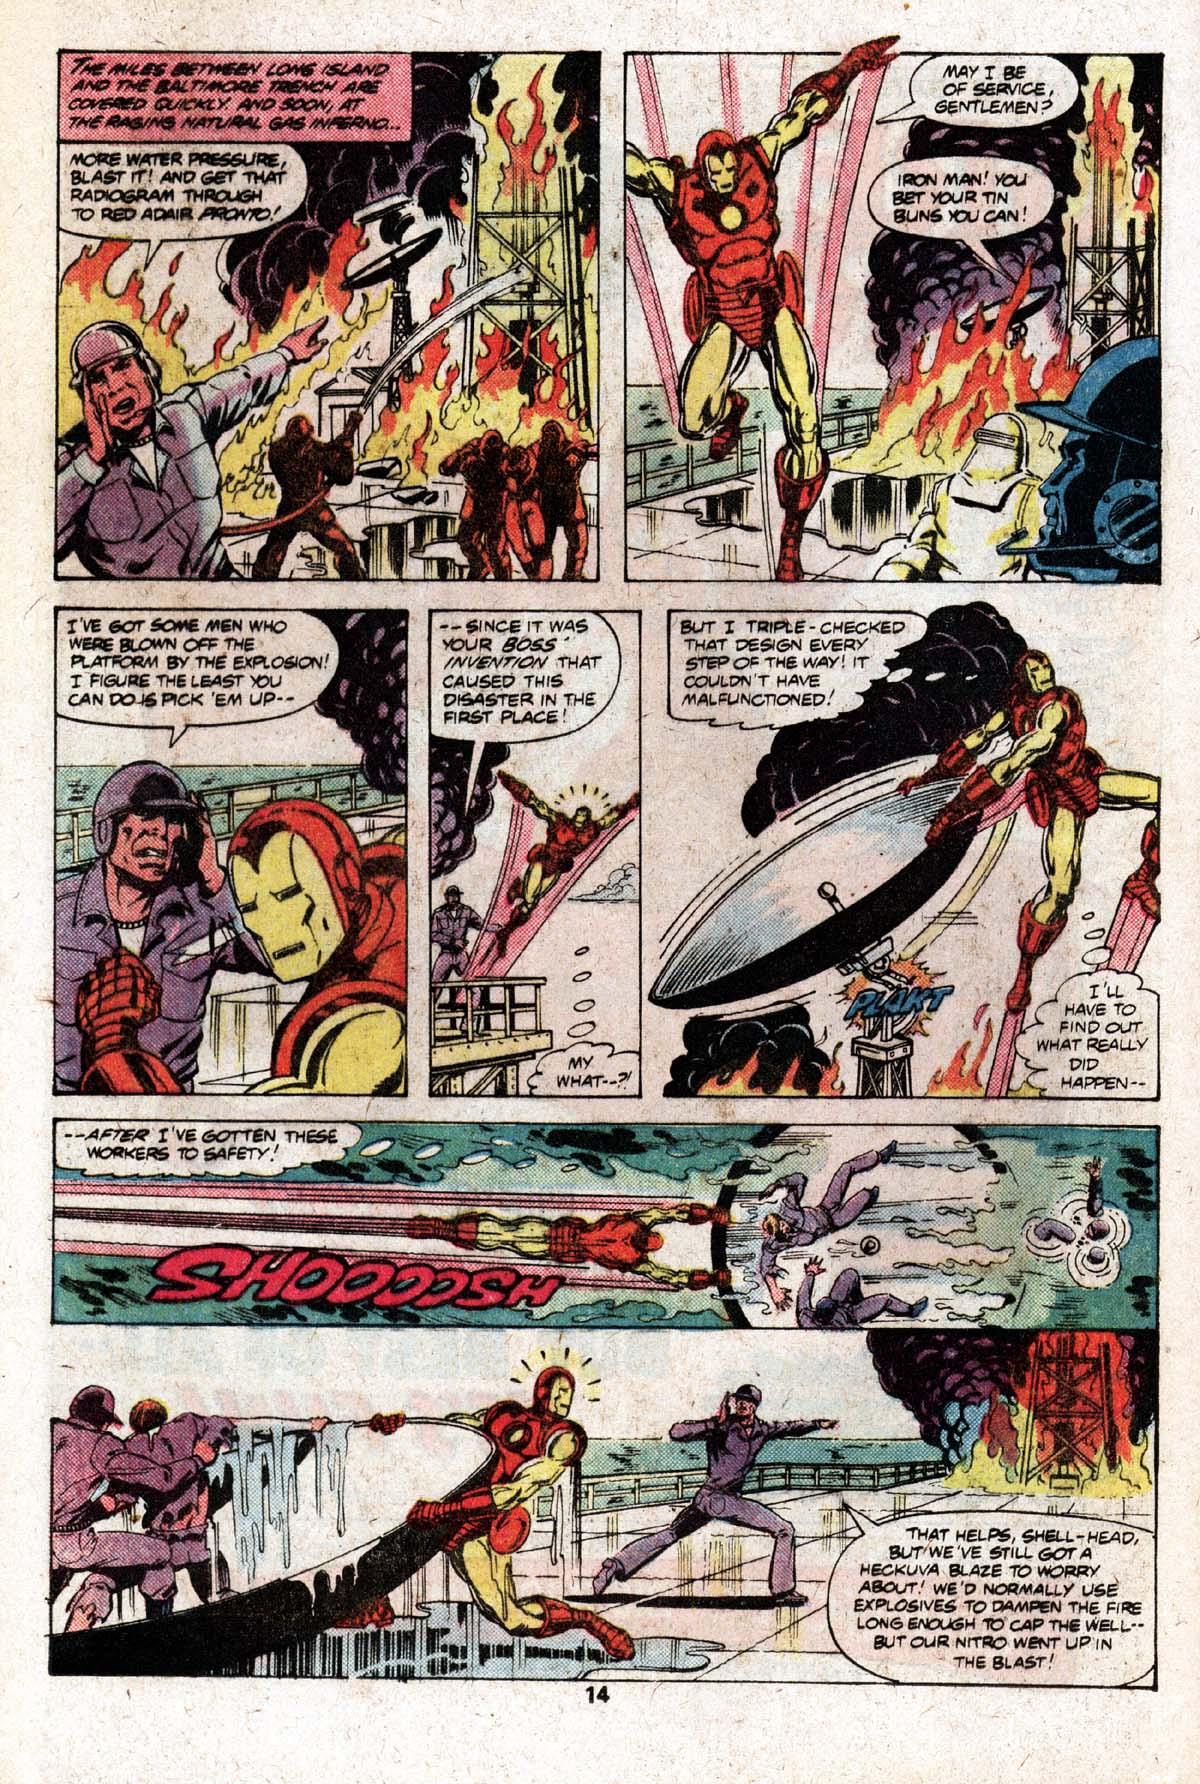 THE MILES BETWEEN LONG ISLAND
AND THE BALTIMORE TRENCH ARE
COVERED QUICKLY. AND SOON, AT
THE RAGING NATURAL GAS INFERNO...
MORE WATER PRESSURE,
BLAST IT! AND GET THAT
RADIOGRAM THROUGH
TO RED ADAIR PRONTO!
MAY I BE
OF SERVICE,
GENTLEMEN?
IRON MAN! YOU
BET YOUR TIN
BUNS YOU CAN!
I'VE GOT SOME MEN WHO
WERE BLOWN OFF THE
PLATFORM BY THE EXPLOSION!
I FIGURE THE LEAST YOU
CAN DO IS PICK 'EM UP--
--SINCE IT WAS
YOUR BOSS'
INVENTION THAT
CAUSED THIS
DISASTER IN THE
FIRST PLACE!
MY
WHAT--?!
BUT I TRIPLE-CHECKED
THAT DESIGN EVERY
STEP OF THE WAY! IT
COULDN'T HAVE
MALFUNCTIONED!
PLAKT
I'LL
HAVE TO
FIND OUT
WHAT REALLY
DID
HAPPEN--
--AFTER I'VE GOTTEN THESE
WORKERS TO SAFETY!
SHOOOOSH
THAT HELPS, SHELL-HEAD,
BUT WE'VE STILL GOT A
HECKUVA BLAZE TO WORRY
ABOUT! WE'D NORMALLY USE
EXPLOSIVES TO DAMPEN THE FIRE
LONG ENOUGH TO CAP THE WELL--
BUT OUR NITRO WENT UP IN
THE BLAST!
14